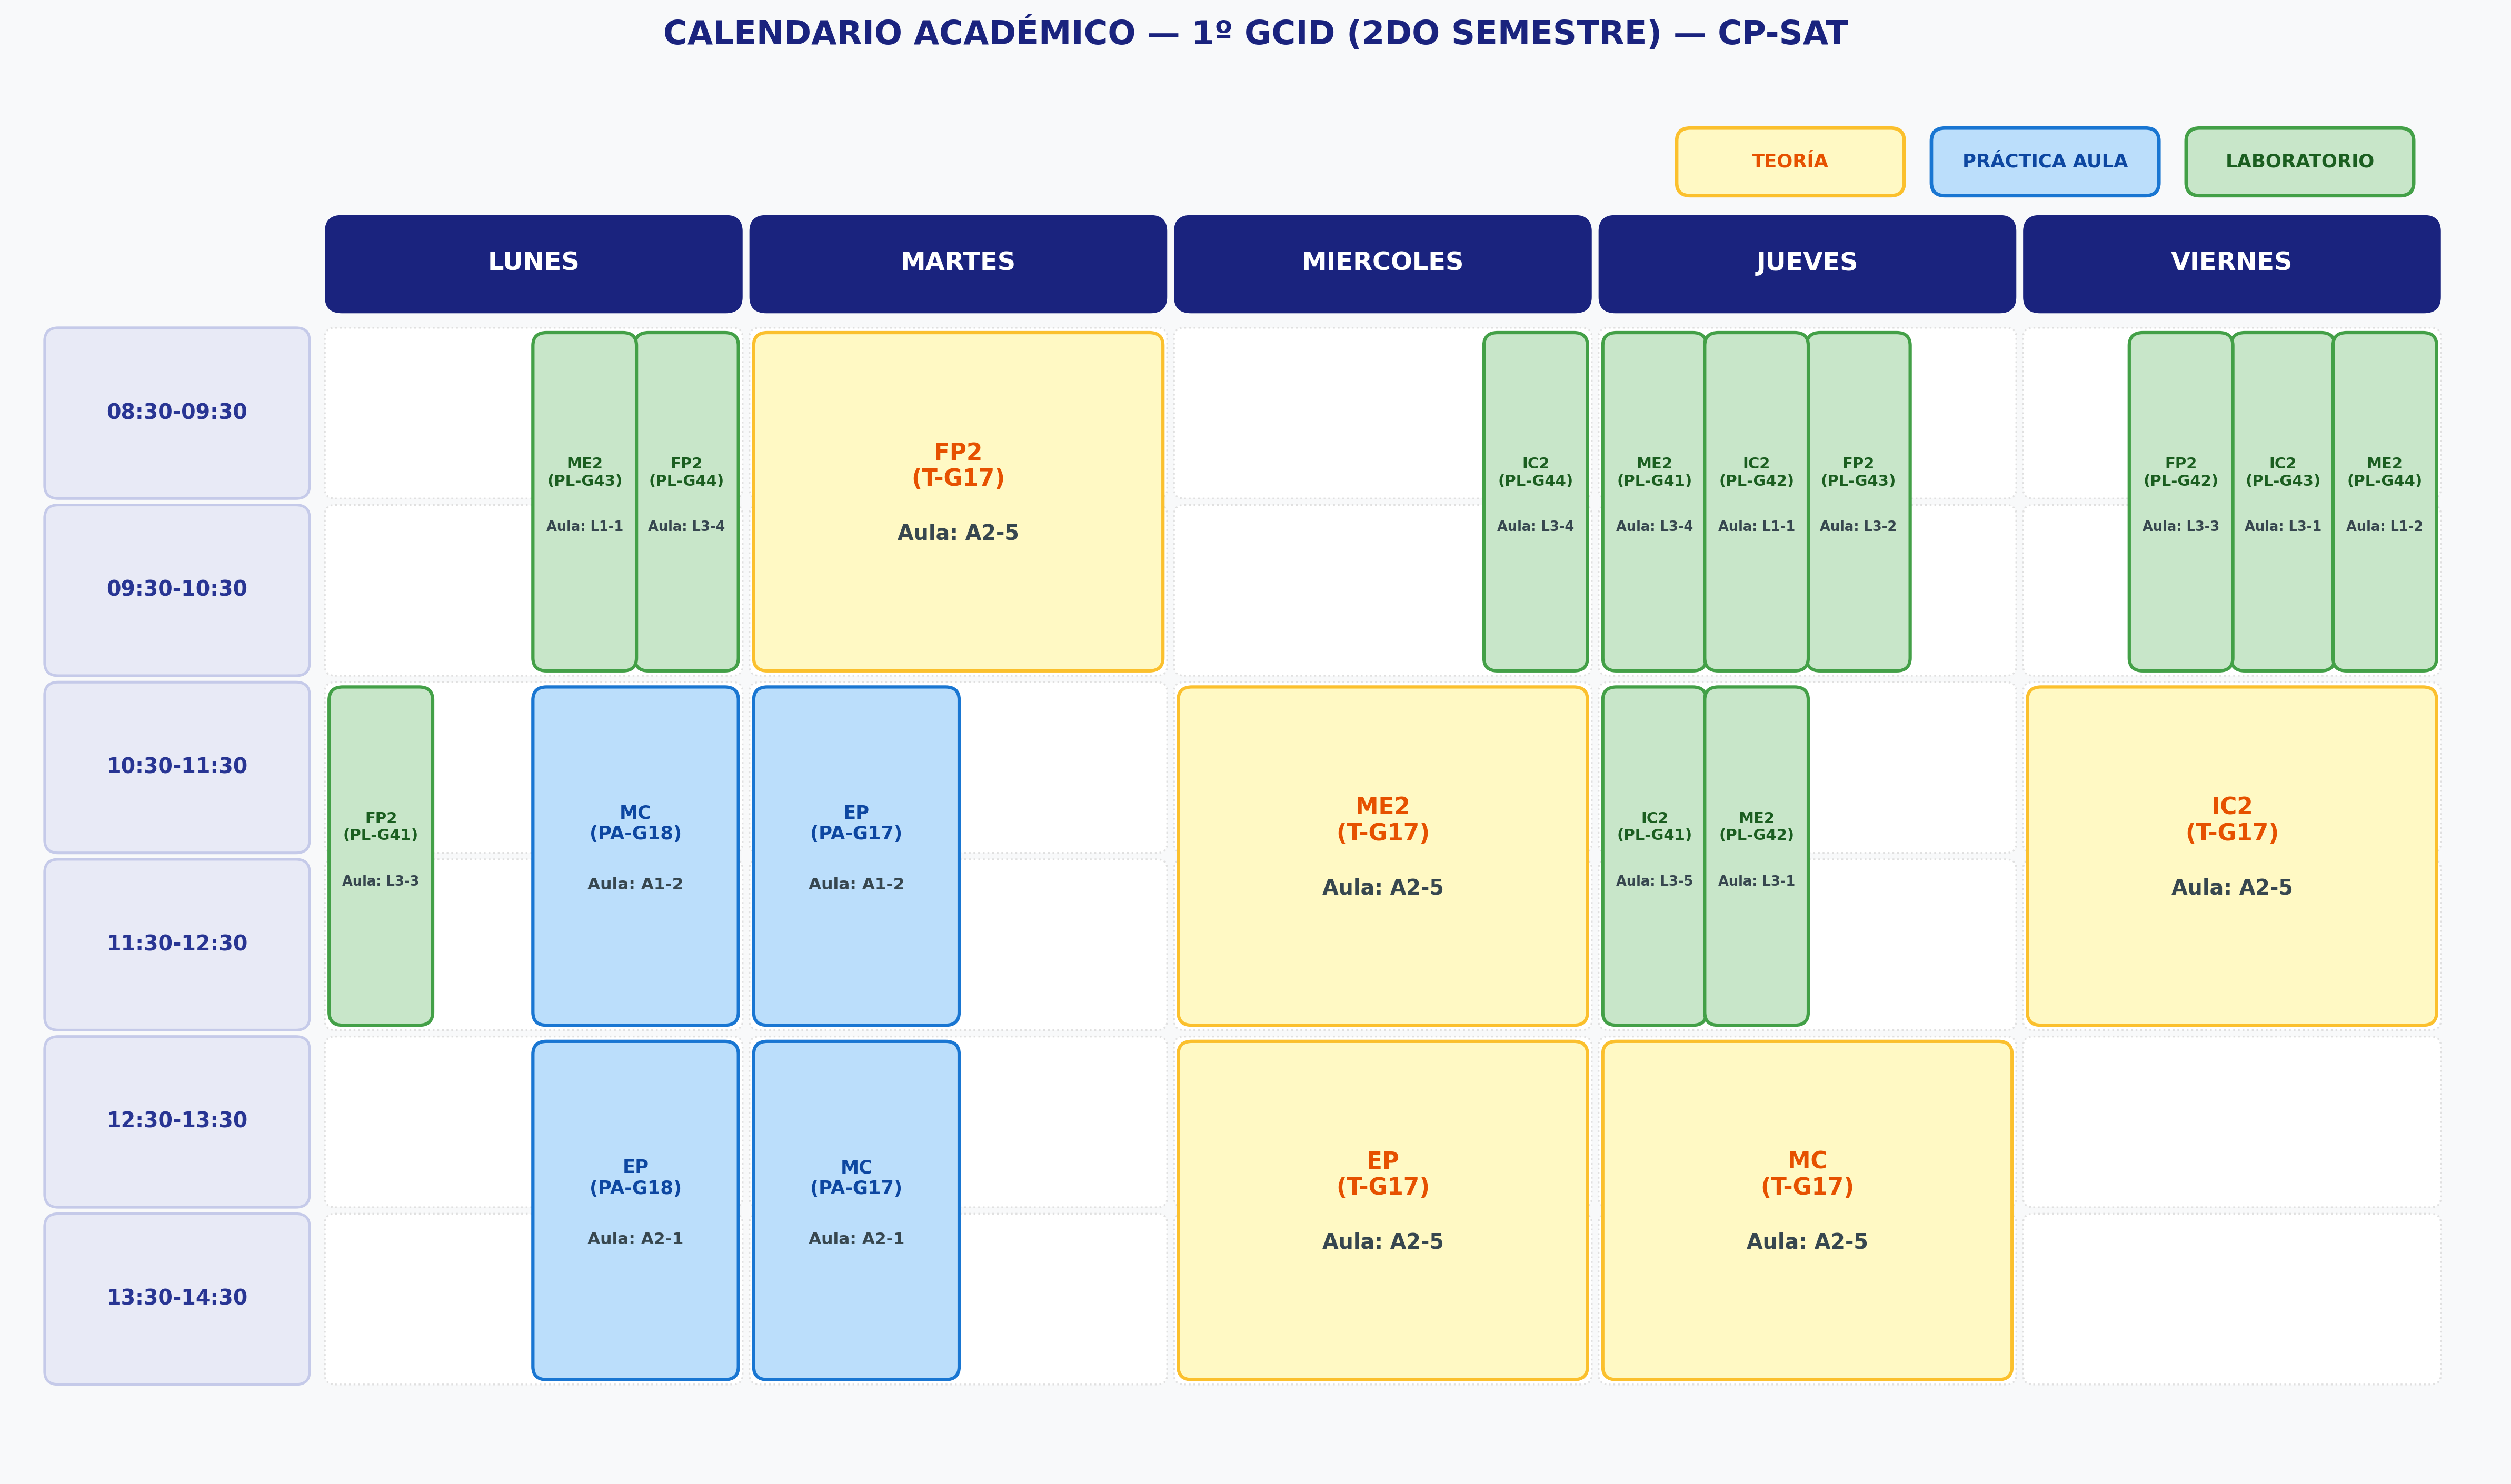 CALENDARIO ACADÉMICO — 1º GCID (2DO SEMESTRE) — CP-SAT
TEORÍA
PRÁCTICA AULA
LABORATORIO
LUNES
MARTES
MIERCOLES
JUEVES
VIERNES
08:30-09:30
09:30-10:30
ME2
(PL-G43)
Aula: L1-1
FP2
(PL-G44)
Aula: L3-4
FP2
(T-G17)
Aula: A2-5
IC2
(PL-G44)
Aula: L3-4
ME2
(PL-G41)
Aula: L3-4
IC2
(PL-G42)
Aula: L1-1
FP2
(PL-G43)
Aula: L3-2
FP2
(PL-G42)
Aula: L3-3
IC2
(PL-G43)
Aula: L3-1
ME2
(PL-G44)
Aula: L1-2
10:30-11:30
11:30-12:30
FP2
(PL-G41)
Aula: L3-3
MC
(PA-G18)
Aula: A1-2
EP
(PA-G17)
Aula: A1-2
ME2
(T-G17)
Aula: A2-5
IC2
(PL-G41)
Aula: L3-5
ME2
(PL-G42)
Aula: L3-1
IC2
(T-G17)
Aula: A2-5
12:30-13:30
13:30-14:30
EP
(PA-G18)
Aula: A2-1
MC
(PA-G17)
Aula: A2-1
EP
(T-G17)
Aula: A2-5
MC
(T-G17)
Aula: A2-5